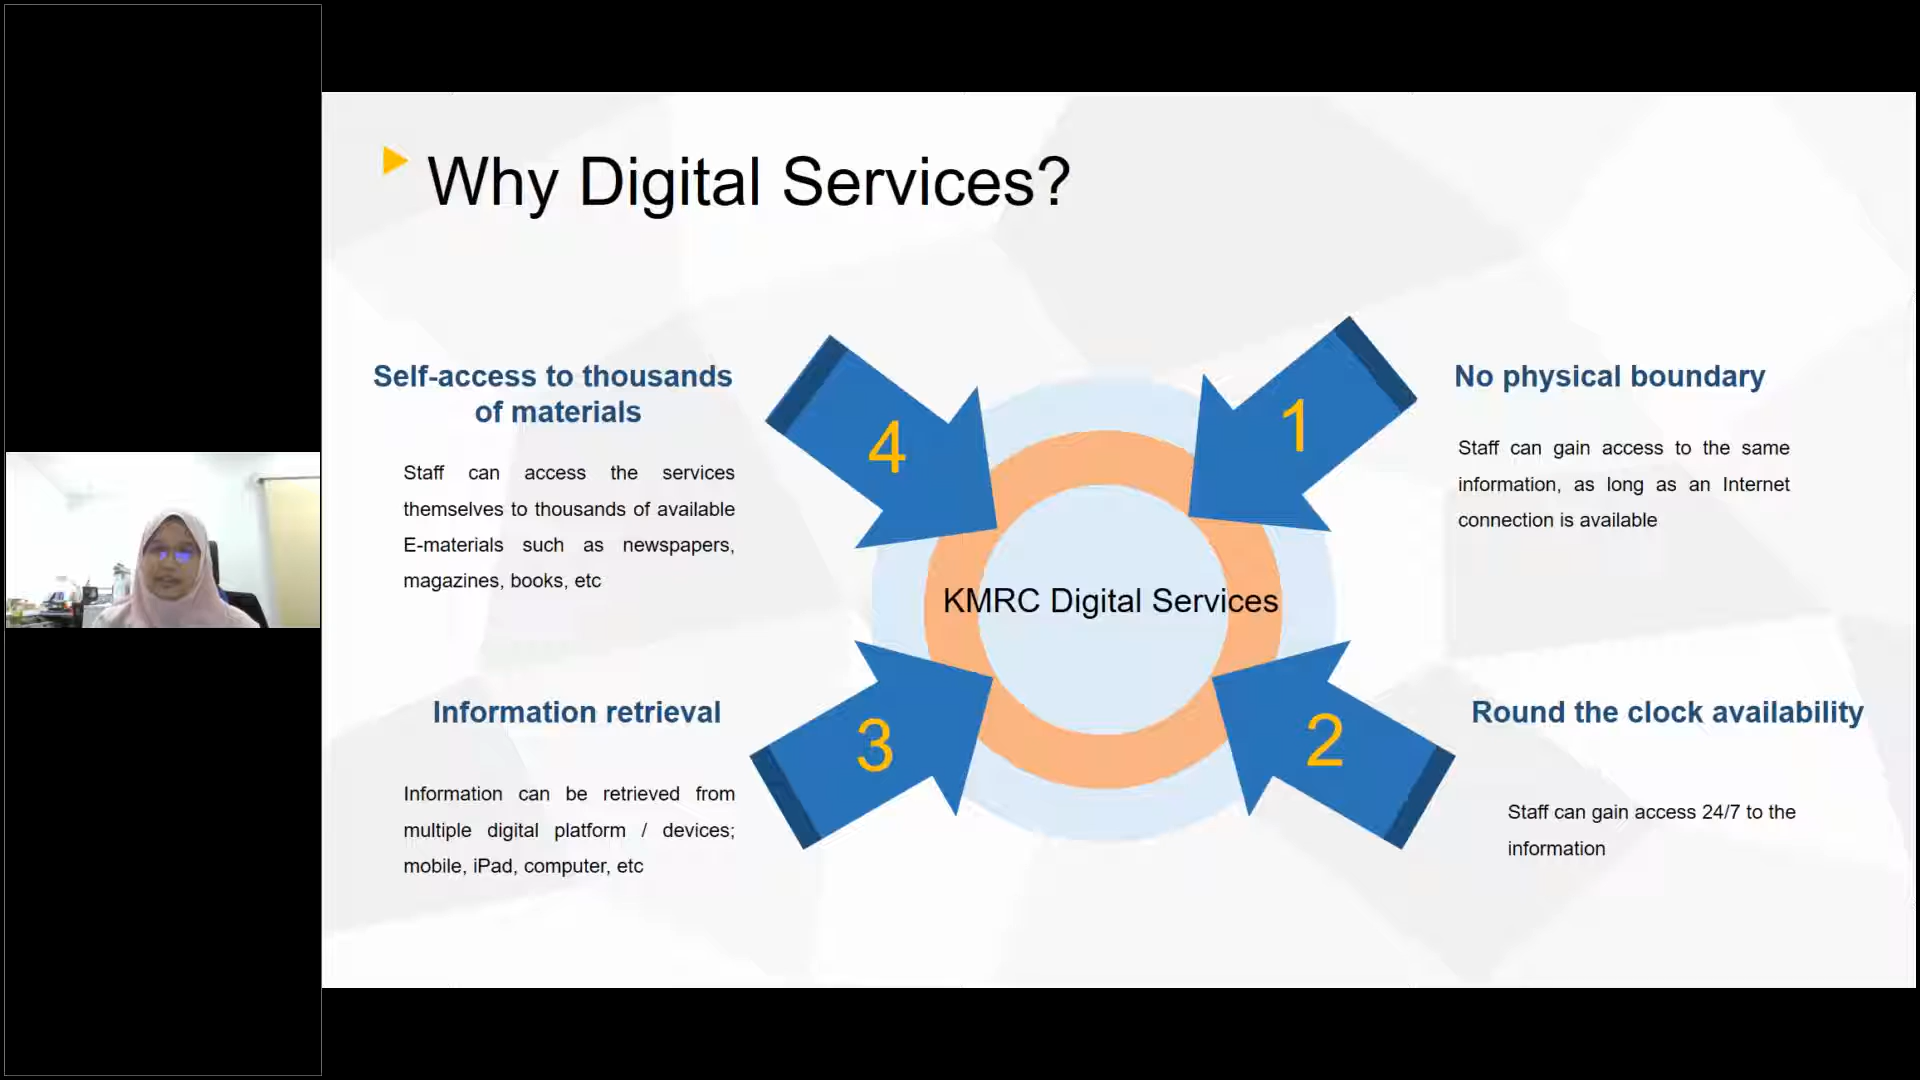 Why Digital Services?
Self-access to thousands
of materials
Staff can access the services
themselves to thousands of available
E-materials such as newspapers,
magazines, books, etc
4
1
No physical boundary
Staff can gain access to the same
information, as long as an Internet
connection is available
KMRC Digital Services
Information retrieval
Information can be retrieved from
multiple digital platform / devices;
mobile, iPad, computer, etc
3
2
Round the clock availability
Staff can gain access 24/7 to the
information